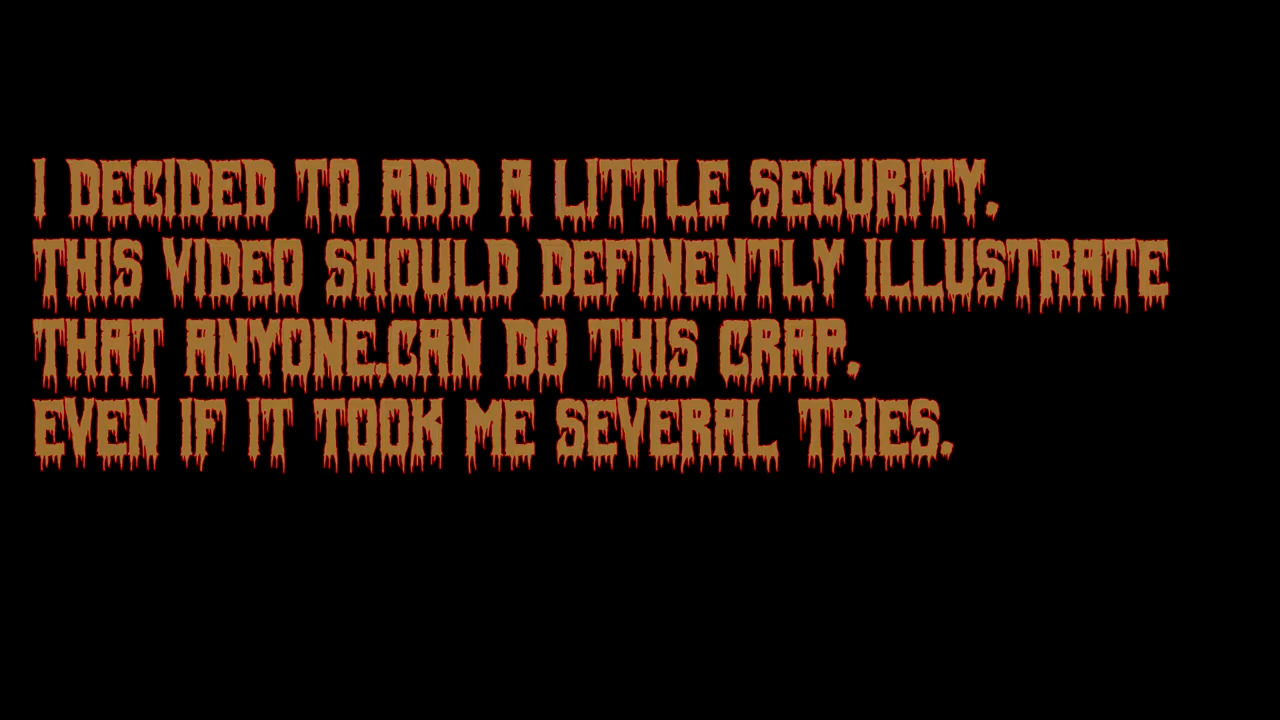 I DECIDED TO ADD A LITTLE SECURITY.
THIS VIDEO SHOULD DEFINENTLY ILLUSTRATE
THAT ANYONE,CAN DO THIS CRAP.
EVEN IF IT TOOK ME SEVERAL TRIES.